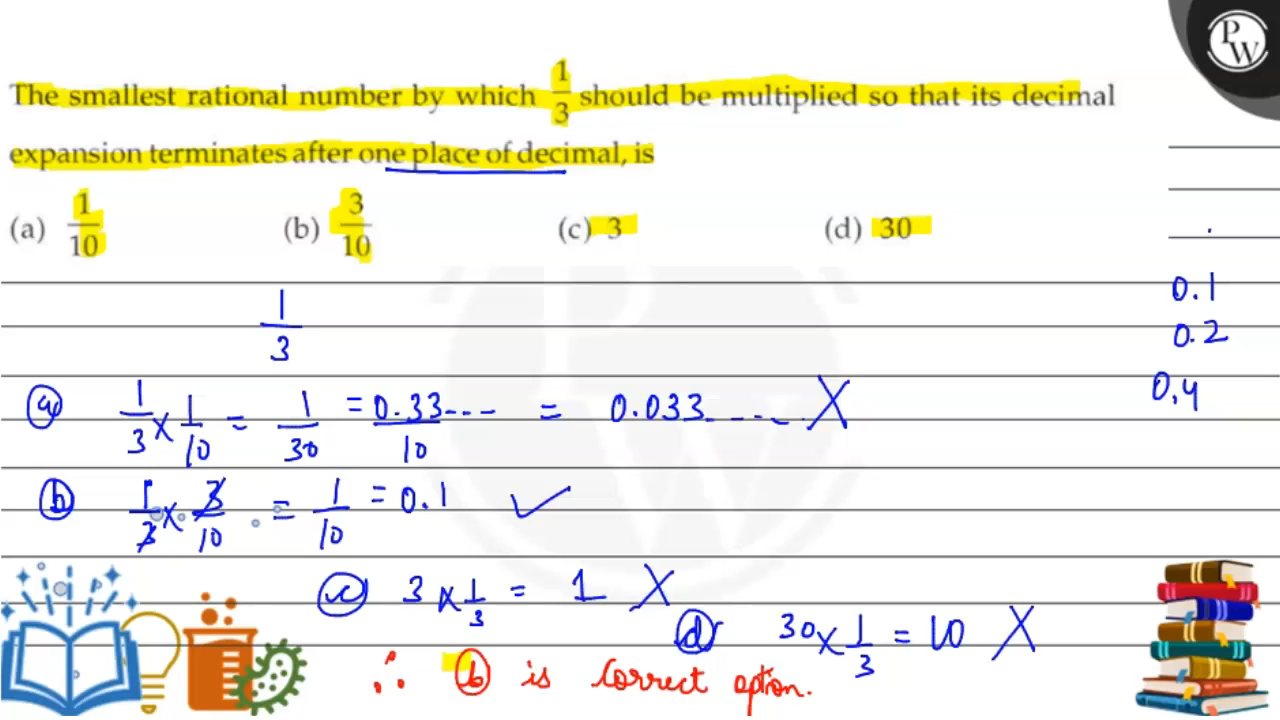 P
W
The smallest rational number by which 1/3 should be multiplied so that its decimal
expansion terminates after one place of decimal, is
(a) 1/10 (b) 3/10 (c) 3 (d) 30
0.1
1/3
0.2
0.4
(a) 1/3 × 1/10 = 1/30 = 0.33.../10 = 0.033...... X
(b) 1/3 × 3/10 = 1/10 = 0.1 ✓
(c) 3 × 1/3 = 1 X
(d) 30 × 1/3 = 10 X
∴ (b) is correct option.